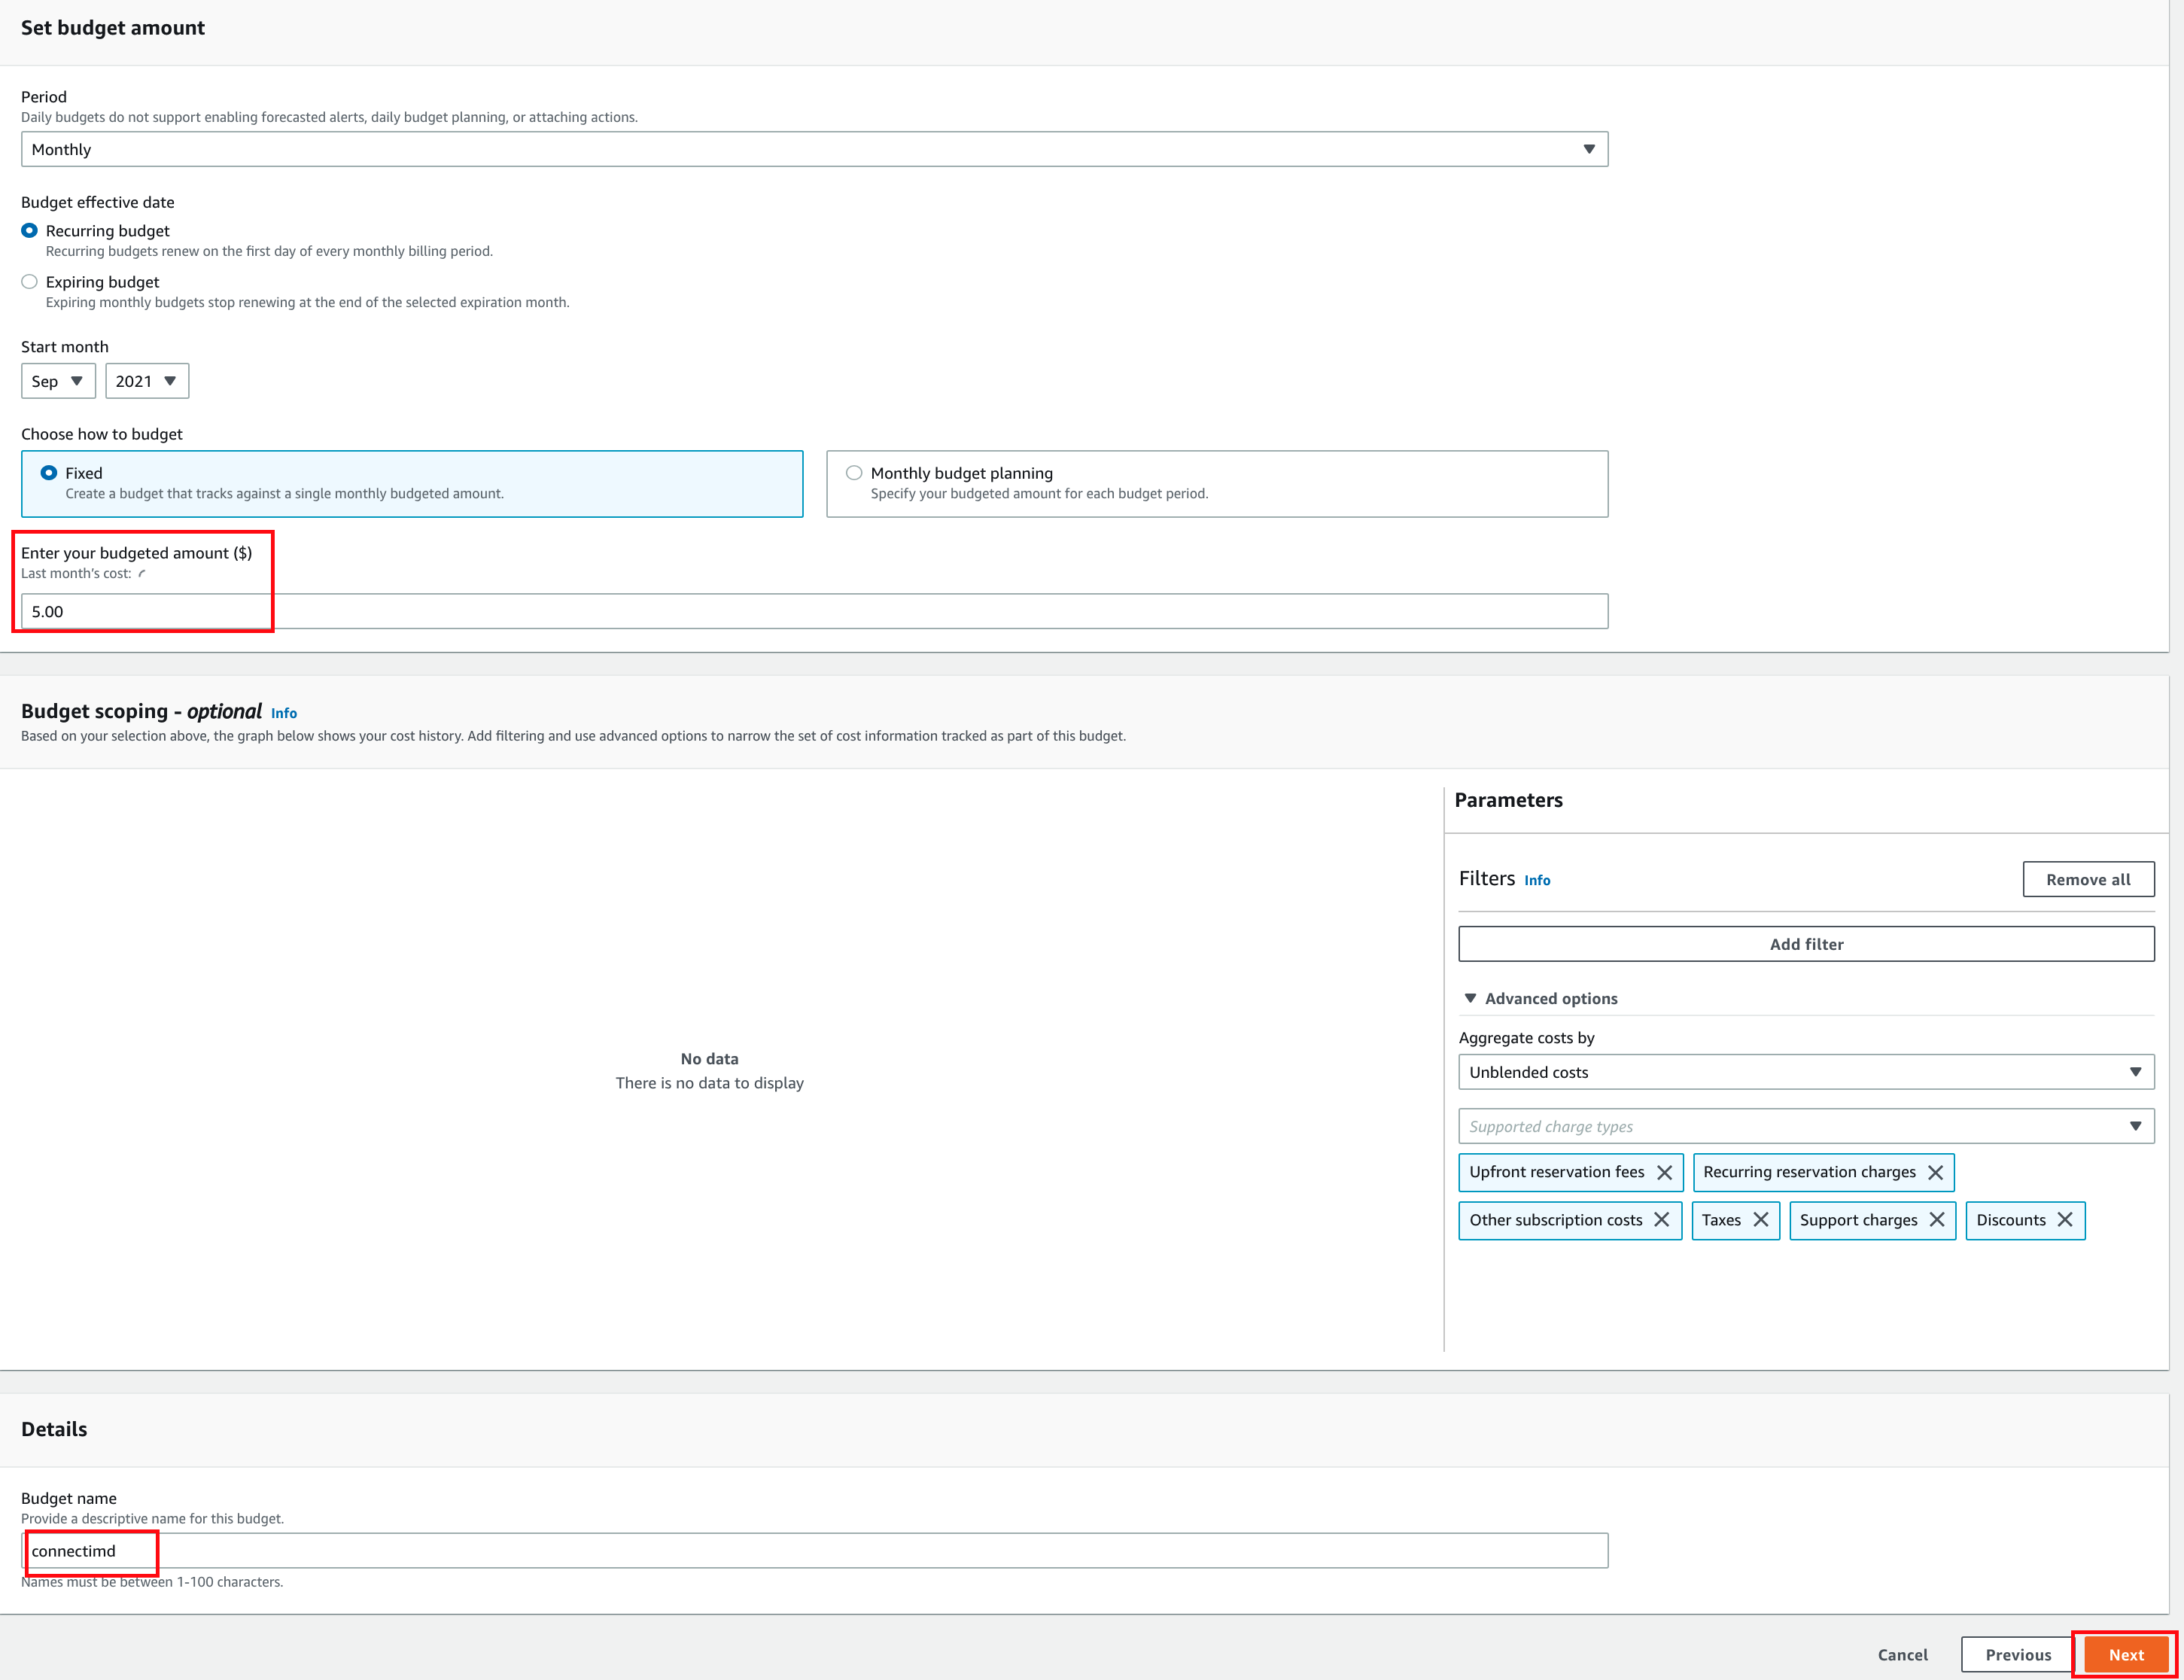 Set budget amount
Period
Daily budgets do not support enabling forecasted alerts, daily budget planning, or attaching actions.
Monthly
Budget effective date
Recurring budget
Recurring budgets renew on the first day of every monthly billing period.
Expiring budget
Expiring monthly budgets stop renewing at the end of the selected expiration month.
Start month
Sep 2021
Choose how to budget
Fixed
Create a budget that tracks against a single monthly budgeted amount.
Monthly budget planning
Specify your budgeted amount for each budget period.
Enter your budgeted amount ($)
Last month's cost:
5.00
Budget scoping - optional Info
Based on your selection above, the graph below shows your cost history. Add filtering and use advanced options to narrow the set of cost information tracked as part of this budget.
No data
There is no data to display
Parameters
Filters Info Remove all
Add filter
Advanced options
Aggregate costs by
Unblended costs
Supported charge types
Upfront reservation fees Recurring reservation charges
Other subscription costs Taxes Support charges Discounts
Details
Budget name
Provide a descriptive name for this budget.
connectimd
Names must be between 1-100 characters.
Cancel Previous Next